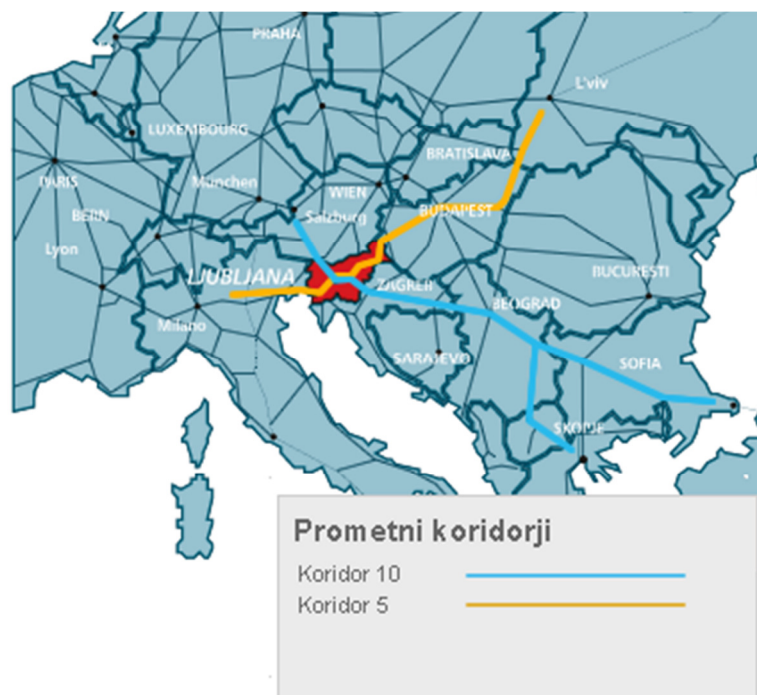 PRAHA
L'viv
LUXEMBOURG
BRATISLAVA
PARIS
München
WIEN
BERN
Salzburg
BUDAPEST
Lyon
LJUBLJANA
ZAGREB
BUCURESTI
BEOGRAD
Milano
SARAJEVO
SOFIA
SKOPJE
Prometni koridorji
Koridor 10
Koridor 5